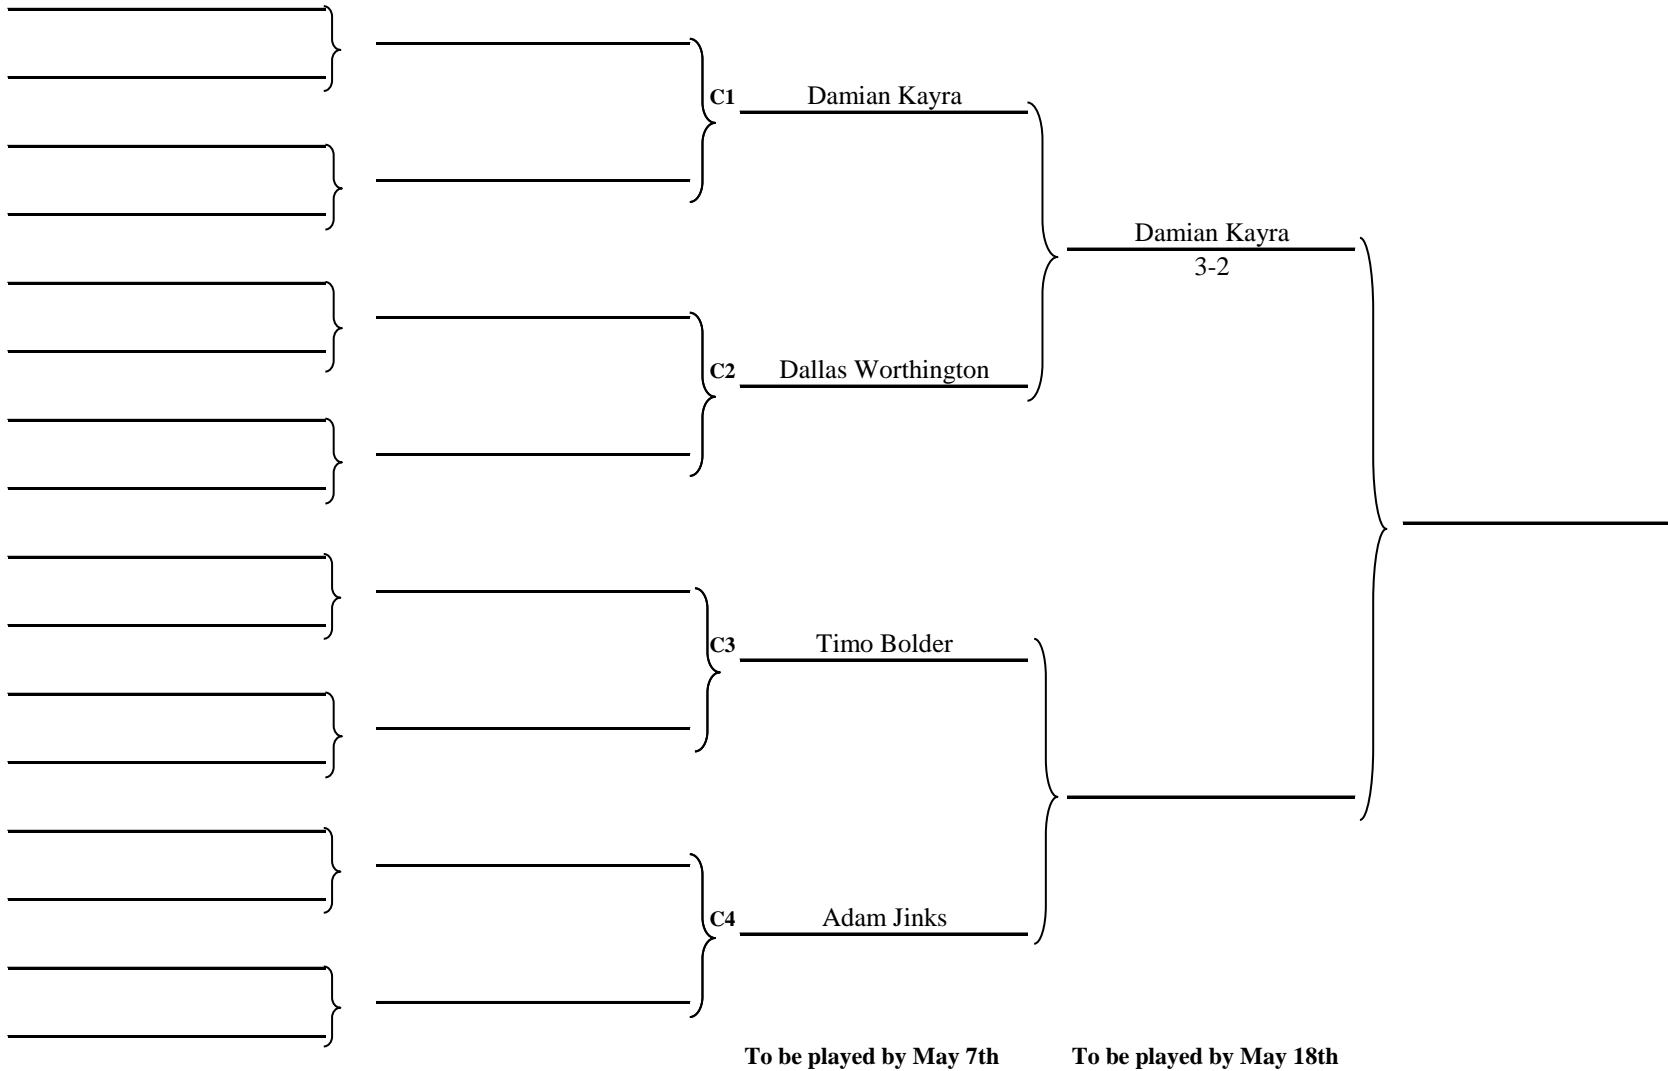 C1 Damian Kayra
Damian Kayra
3-2
C2 Dallas Worthington
C3 Timo Bolder
C4 Adam Jinks
To be played by May 7th
To be played by May 18th